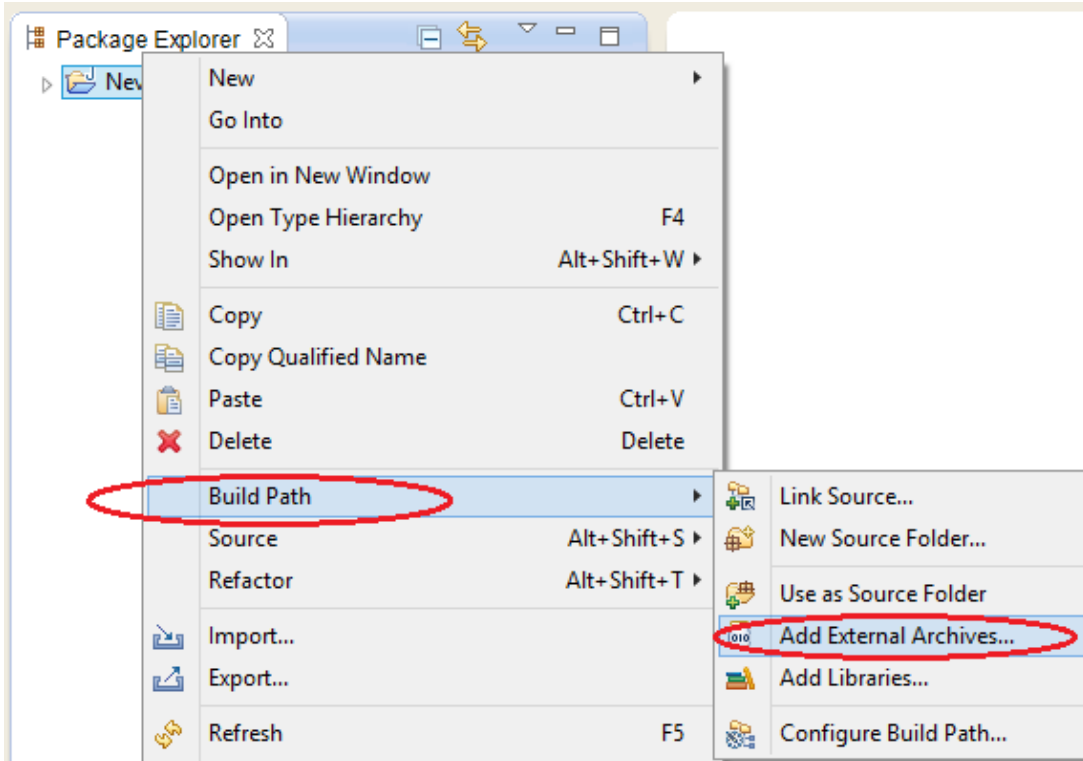 Package Explorer
New
New
Go Into
Open in New Window
Open Type Hierarchy F4
Show In Alt+Shift+W
Copy Ctrl+C
Copy Qualified Name
Paste Ctrl+V
Delete Delete
Build Path
Source Alt+Shift+S
Refactor Alt+Shift+T
Import...
Export...
Refresh F5
Link Source...
New Source Folder...
Use as Source Folder
Add External Archives...
Add Libraries...
Configure Build Path...